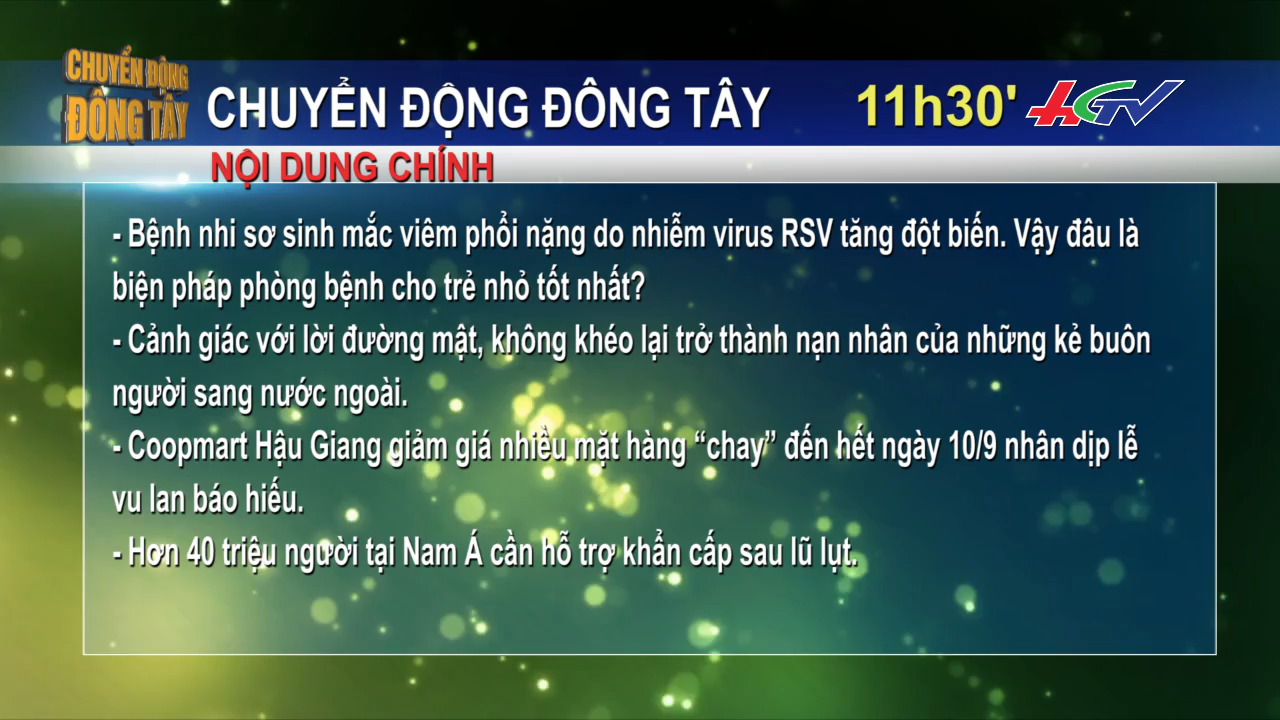 CHUYỂN ĐỘNG
ĐÔNG TÂY
CHUYỂN ĐỘNG ĐÔNG TÂY
11h30'
HGTV
NỘI DUNG CHÍNH
- Bệnh nhi sơ sinh mắc viêm phổi nặng do nhiễm virus RSV tăng đột biến. Vậy đâu là
biện pháp phòng bệnh cho trẻ nhỏ tốt nhất?
- Cảnh giác với lời đường mật, không khéo lại trở thành nạn nhân của những kẻ buôn
người sang nước ngoài.
- Coopmart Hậu Giang giảm giá nhiều mặt hàng “chay” đến hết ngày 10/9 nhân dịp lễ
vu lan báo hiếu.
- Hơn 40 triệu người tại Nam Á cần hỗ trợ khẩn cấp sau lũ lụt.